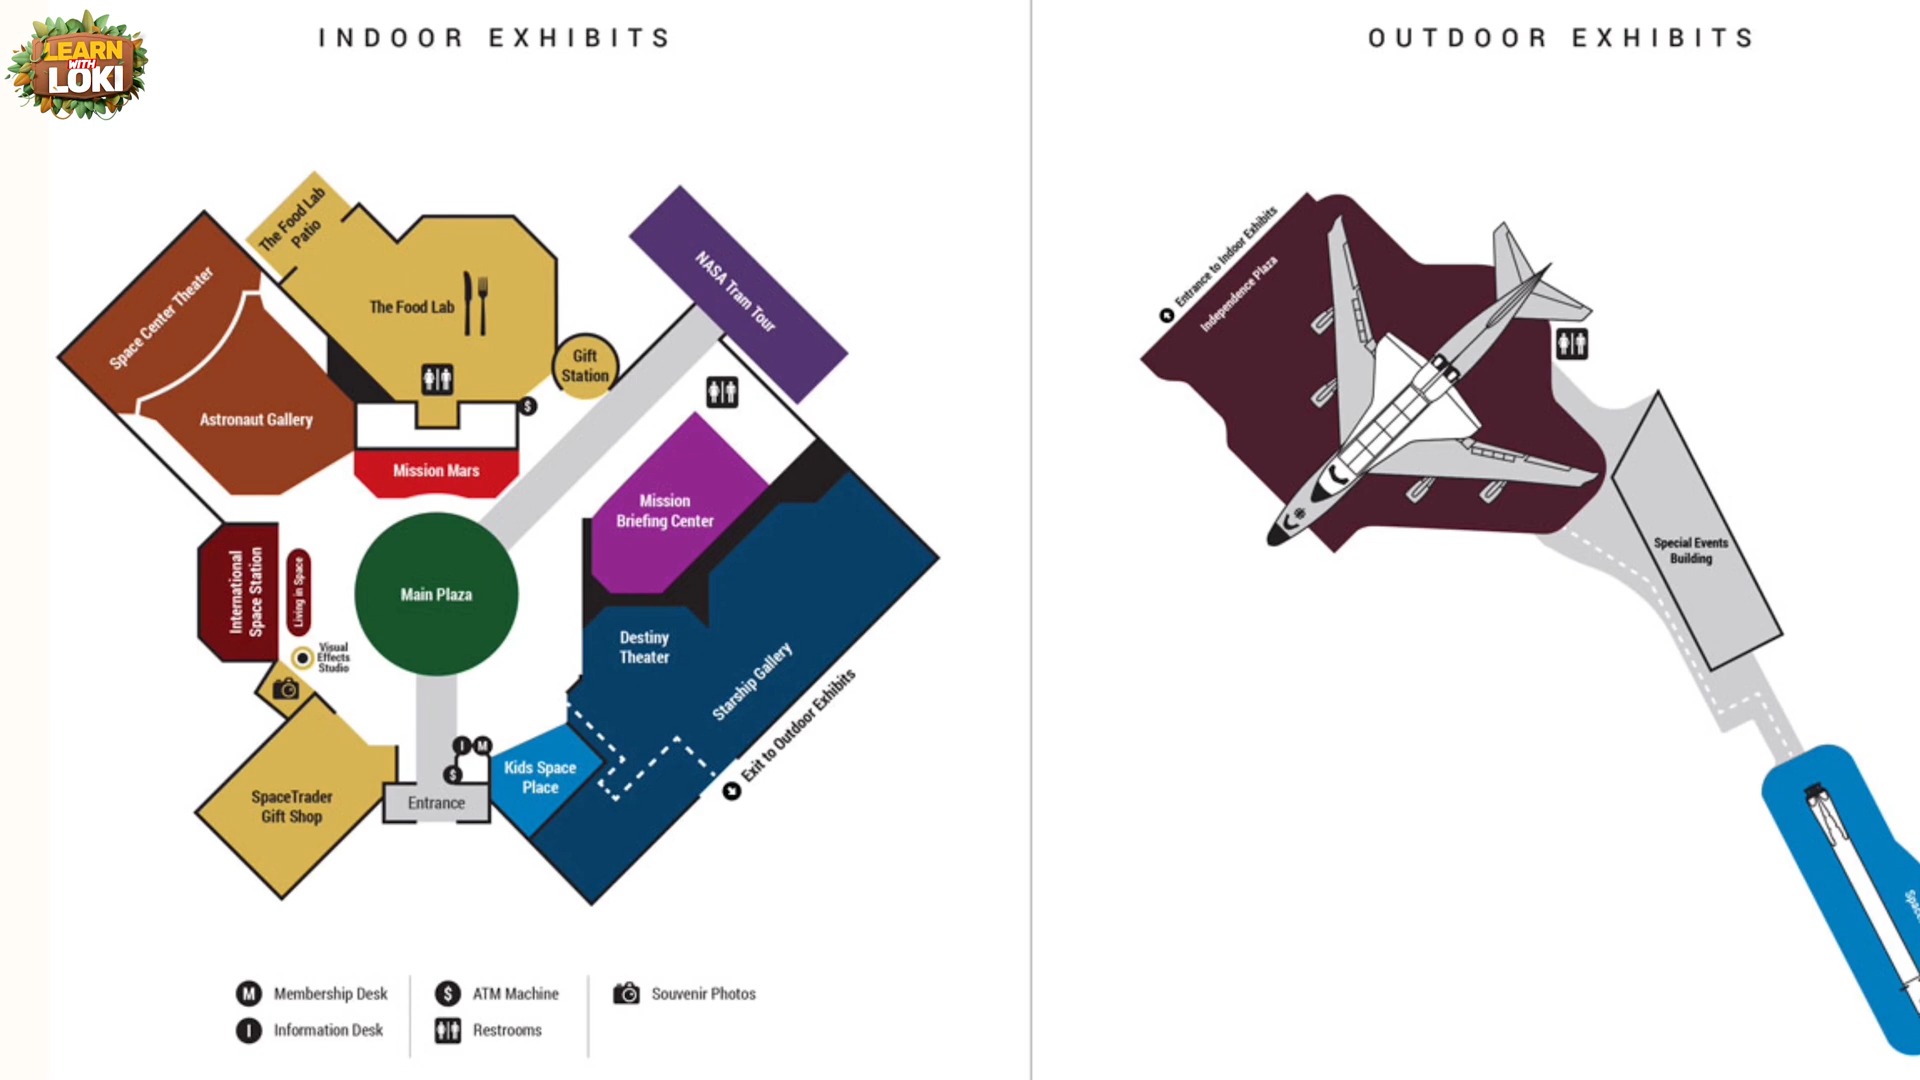 LEARN
WITH
LOKI
INDOOR EXHIBITS
OUTDOOR EXHIBITS
The Food Lab
Patio
Space Center Theater
The Food Lab
NASA Tram Tour
Gift
Station
Astronaut Gallery
$
Mission Mars
Mission
Briefing Center
International
Space Station
Living in Space
Main Plaza
Visual
Effects
Studio
Destiny
Theater
Starship Gallery
Exit to Outdoor Exhibits
I
M
$
Kids Space
Place
SpaceTrader
Gift Shop
Entrance
M Membership Desk
I Information Desk
$ ATM Machine
Restrooms
Souvenir Photos
Entrance to Indoor Exhibits
Independence Plaza
Special Events
Building